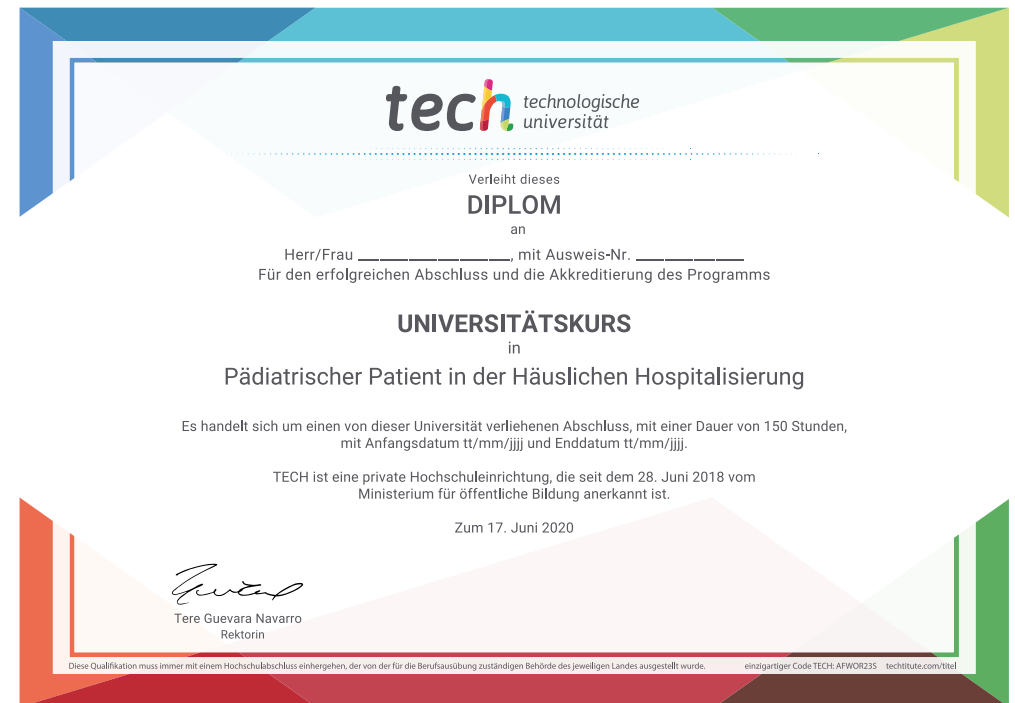 tech technologische
universität
Verleiht dieses
DIPLOM
an
Herr/Frau ____________________, mit Ausweis-Nr. ______________
Für den erfolgreichen Abschluss und die Akkreditierung des Programms
UNIVERSITÄTSKURS
in
Pädiatrischer Patient in der Häuslichen Hospitalisierung
Es handelt sich um einen von dieser Universität verliehenen Abschluss, mit einer Dauer von 150 Stunden,
mit Anfangsdatum tt/mm/jjjj und Enddatum tt/mm/jjjj.
TECH ist eine private Hochschuleinrichtung, die seit dem 28. Juni 2018 vom
Ministerium für öffentliche Bildung anerkannt ist.
Zum 17. Juni 2020
Tere Guevara Navarro
Rektorin
Diese Qualifikation muss immer mit einem Hochschulabschluss einhergehen, der von der für die Berufsausübung zuständigen Behörde des jeweiligen Landes ausgestellt wurde. einzigartiger Code TECH: AFWOR23S techtitute.com/titel